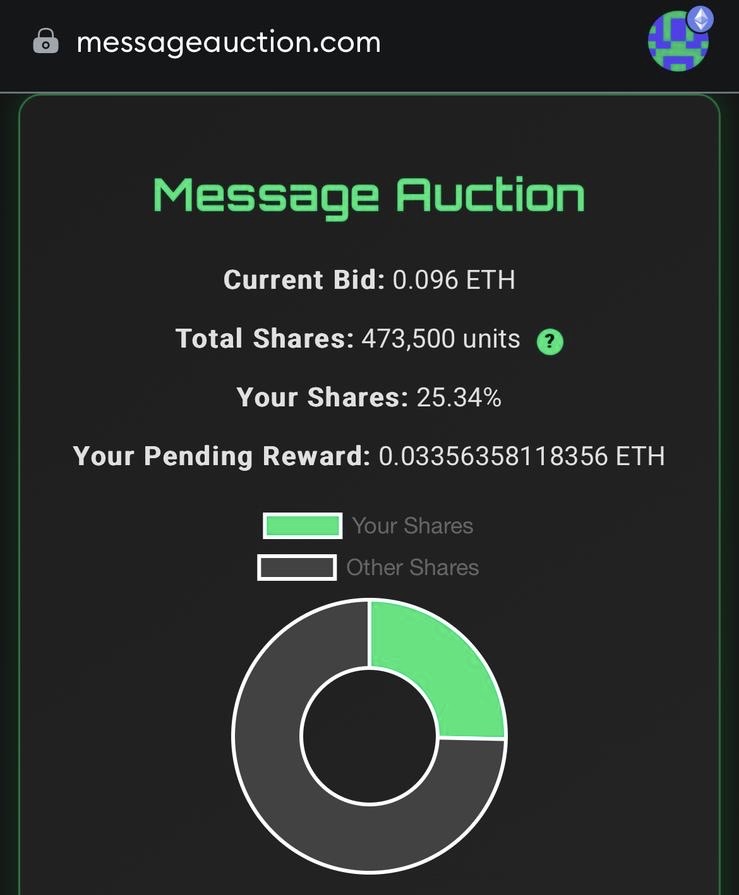 messageauction.com
Message Auction
Current Bid: 0.096 ETH
Total Shares: 473,500 units ?
Your Shares: 25.34%
Your Pending Reward: 0.03356358118356 ETH
Your Shares
Other Shares